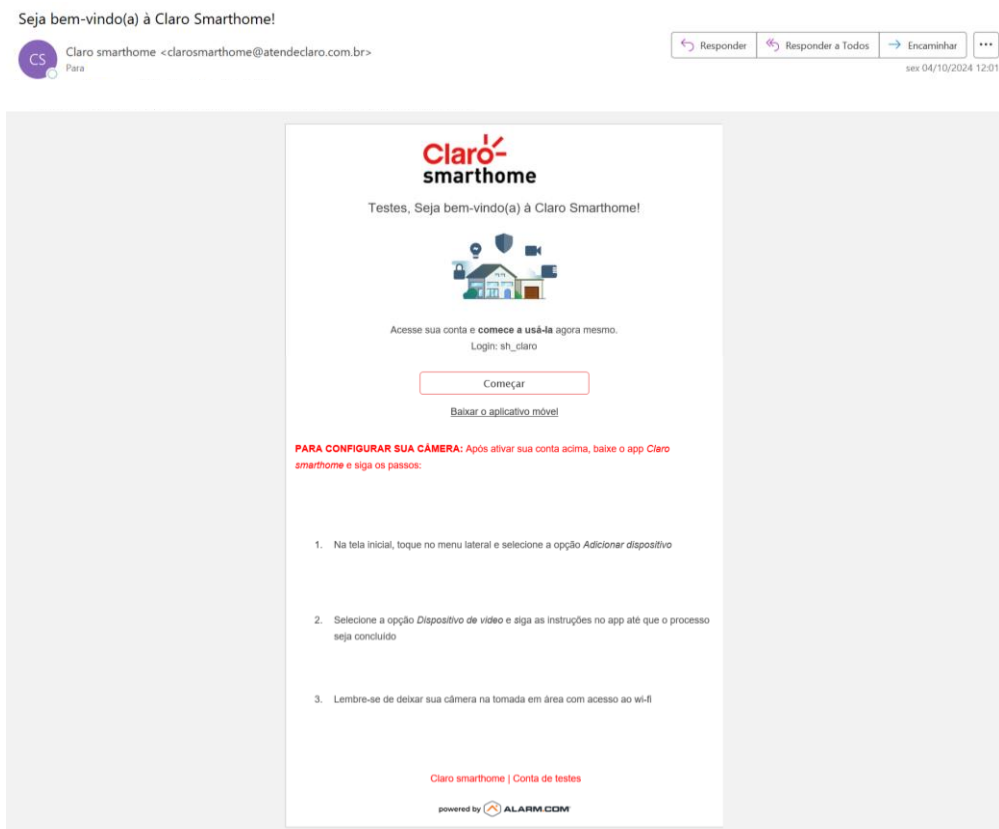 Seja bem-vindo(a) à Claro Smarthome!
CS
Claro smarthome <clarosmarthome@atendeclaro.com.br>
Para
Responder
Responder a Todos
Encaminhar
sex 04/10/2024 12:01
Claro
smarthome
Testes, Seja bem-vindo(a) à Claro Smarthome!
Acesse sua conta e comece a usá-la agora mesmo.
Login: sh_claro
Começar
Baixar o aplicativo móvel
PARA CONFIGURAR SUA CÂMERA: Após ativar sua conta acima, baixe o app Claro
smarthome e siga os passos:
1. Na tela inicial, toque no menu lateral e selecione a opção Adicionar dispositivo
2. Selecione a opção Dispositivo de vídeo e siga as instruções no app até que o processo
seja concluído
3. Lembre-se de deixar sua câmera na tomada em área com acesso ao wi-fi
Claro smarthome | Conta de testes
powered by ALARM.COM